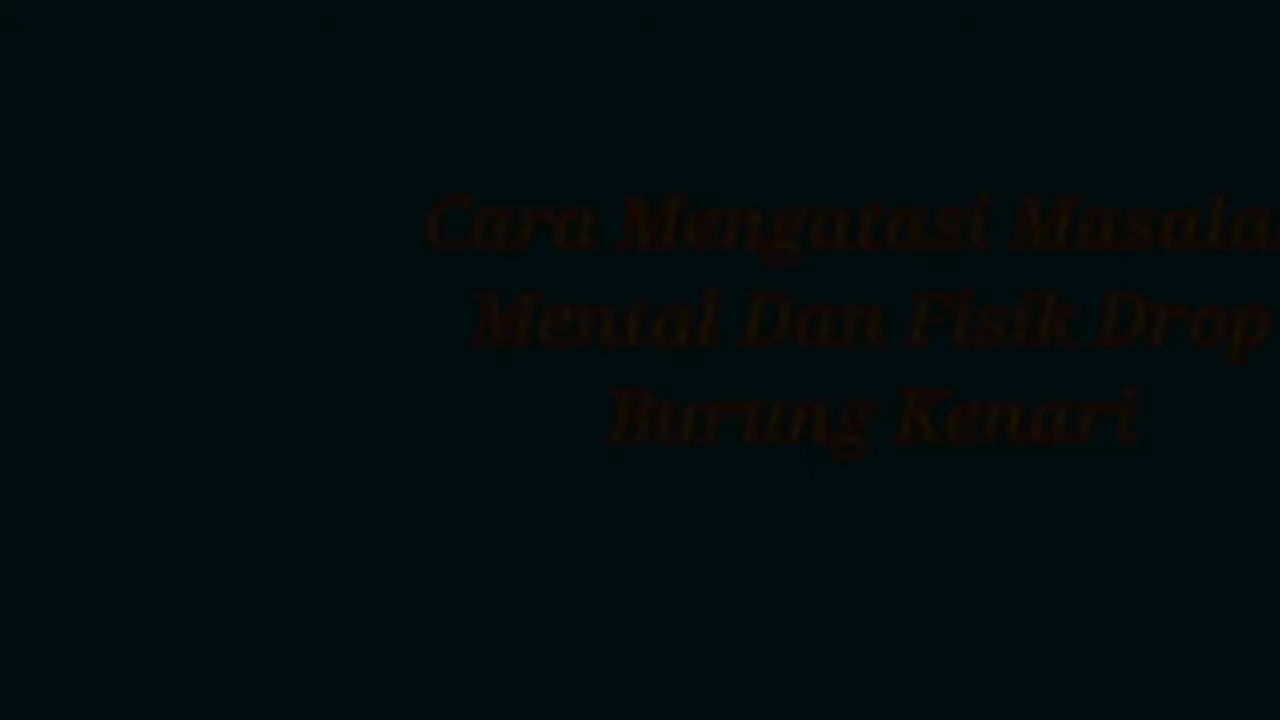 Cara Mengatasi Masala
Mental Dan Fisik Drop
Burung Kenari